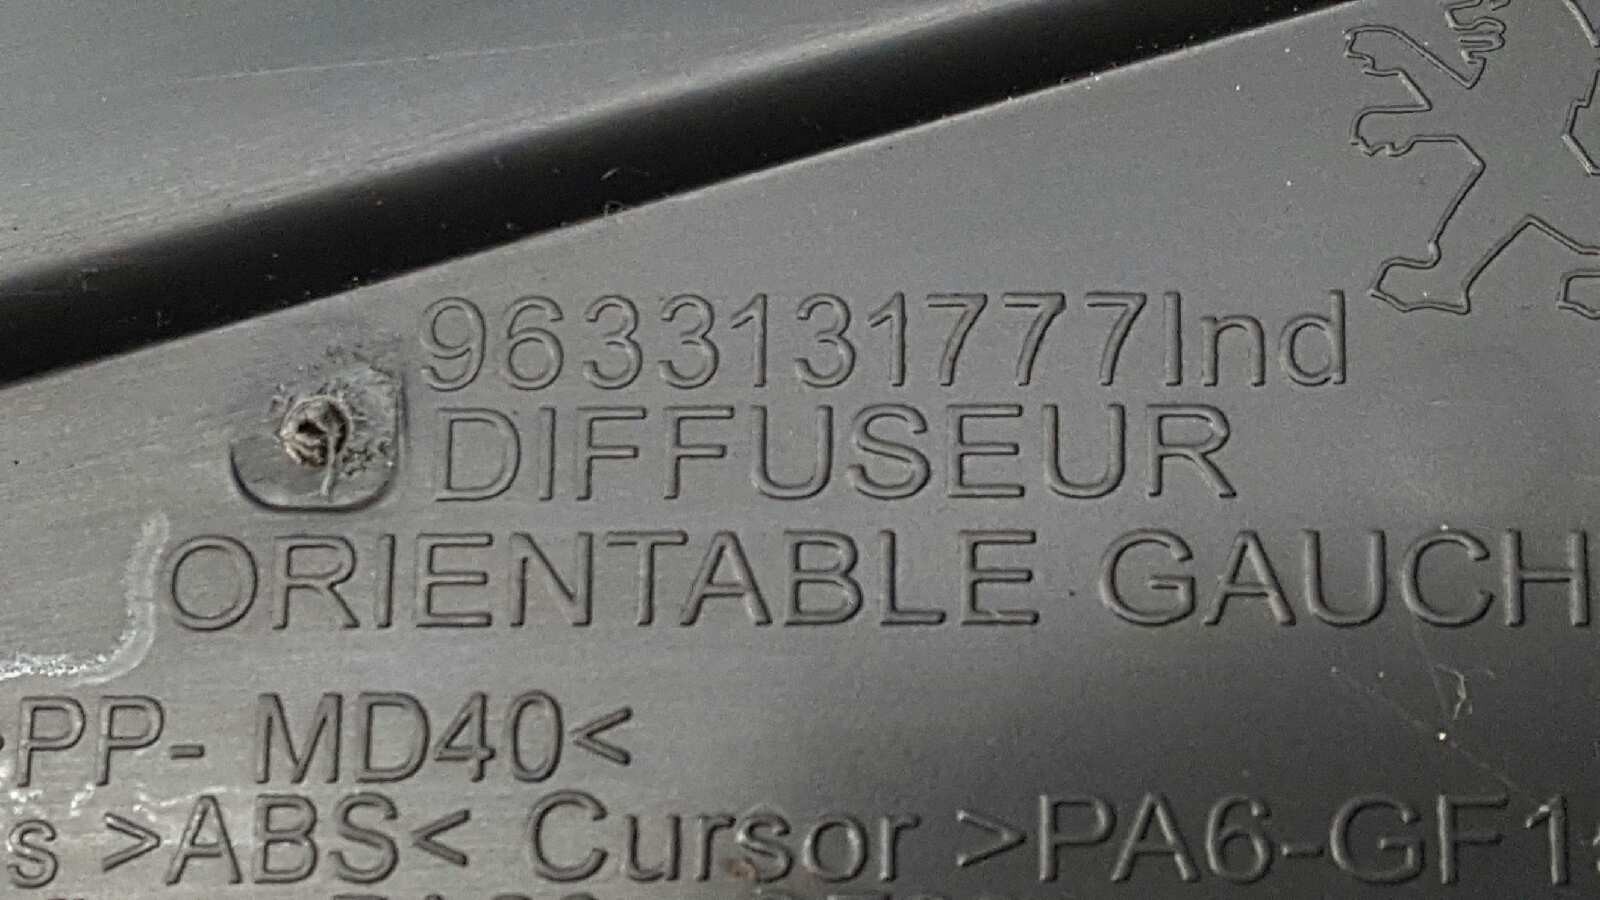 9633131777Ind
DIFFUSEUR
ORIENTABLE GAUCH
PP- MD40<
s >ABS< Cursor >PA6-GF1